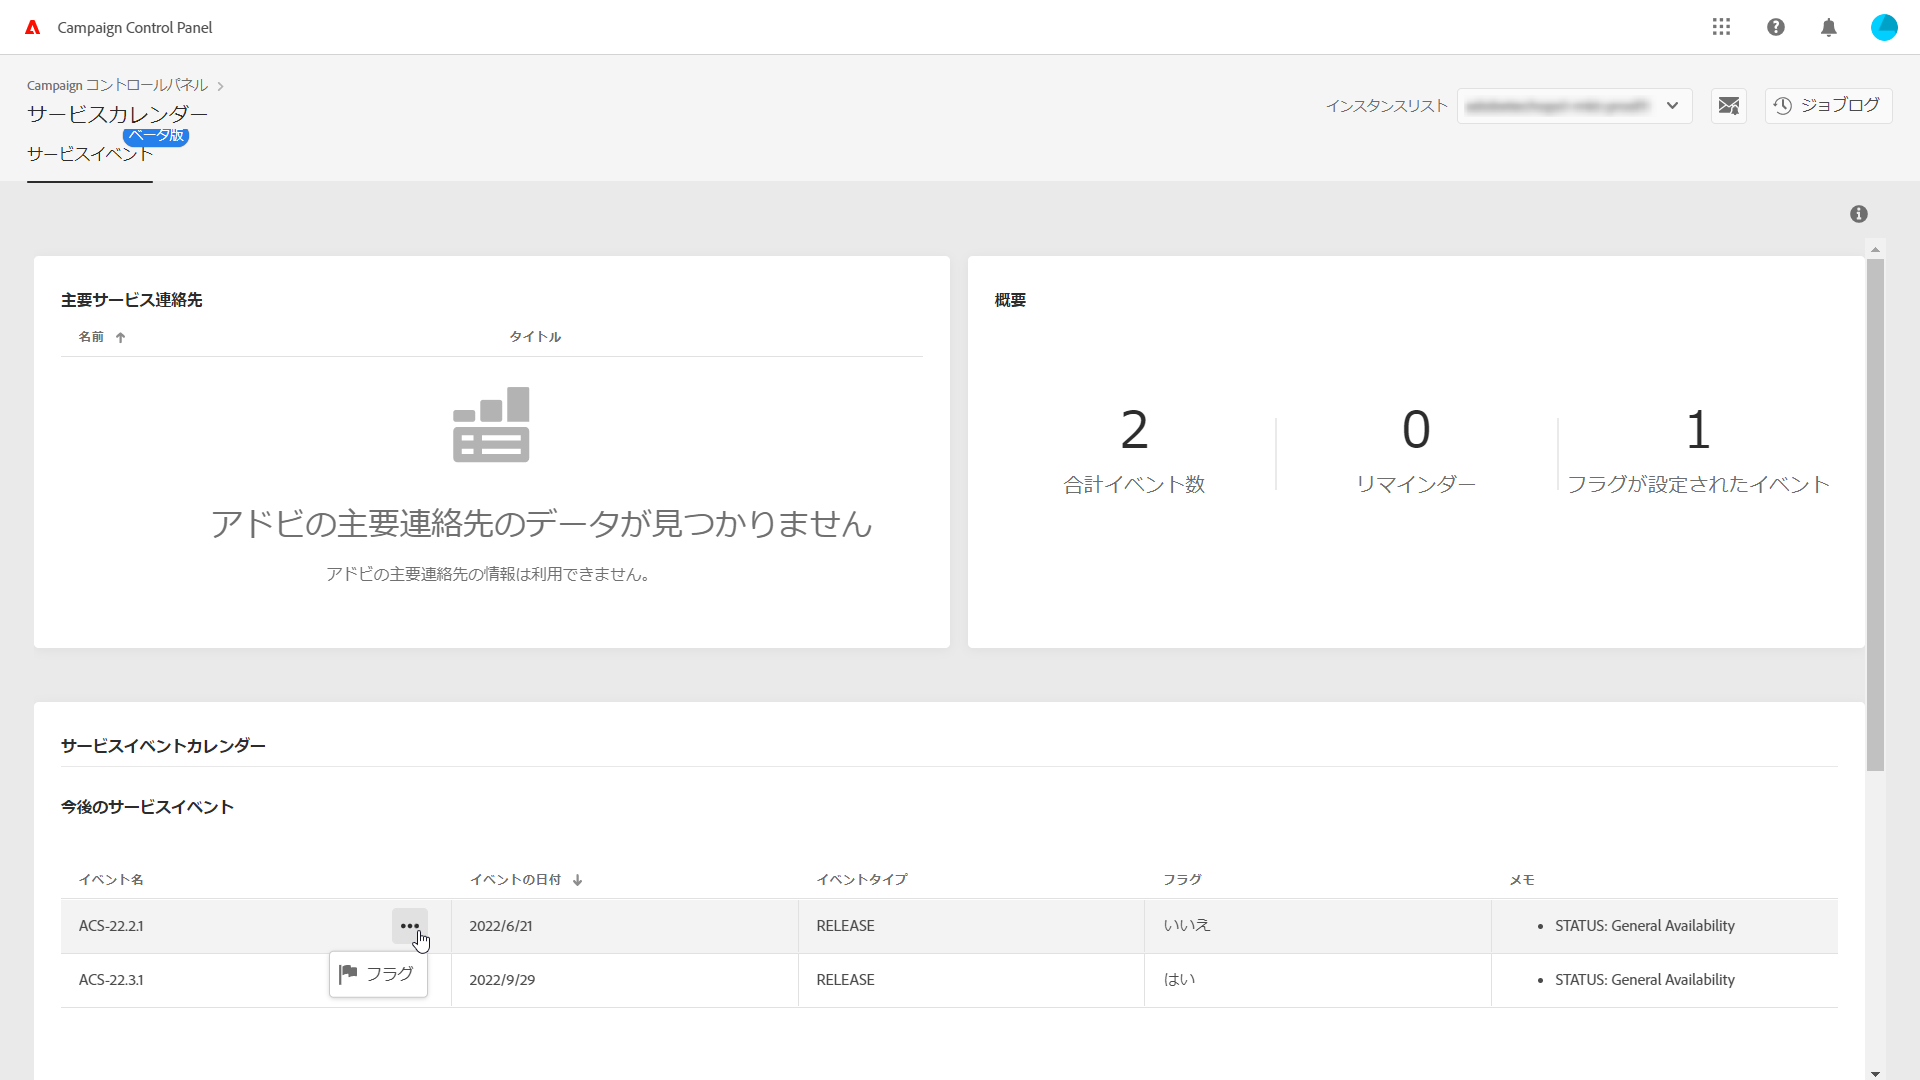 Campaign Control Panel
Campaign コントロールパネル
サービスカレンダー
ベータ版
サービスイベント
インスタンスリスト
ジョブログ
主要サービス連絡先
名前
タイトル
アドビの主要連絡先のデータが見つかりません
アドビの主要連絡先の情報は利用できません。
概要
2
合計イベント数
0
リマインダー
1
フラグが設定されたイベント
サービスイベントカレンダー
今後のサービスイベント
イベント名 イベントの日付 イベントタイプ フラグ メモ
ACS-22.2.1 2022/6/21 RELEASE いいえ • STATUS: General Availability
フラグ
ACS-22.3.1 2022/9/29 RELEASE はい • STATUS: General Availability